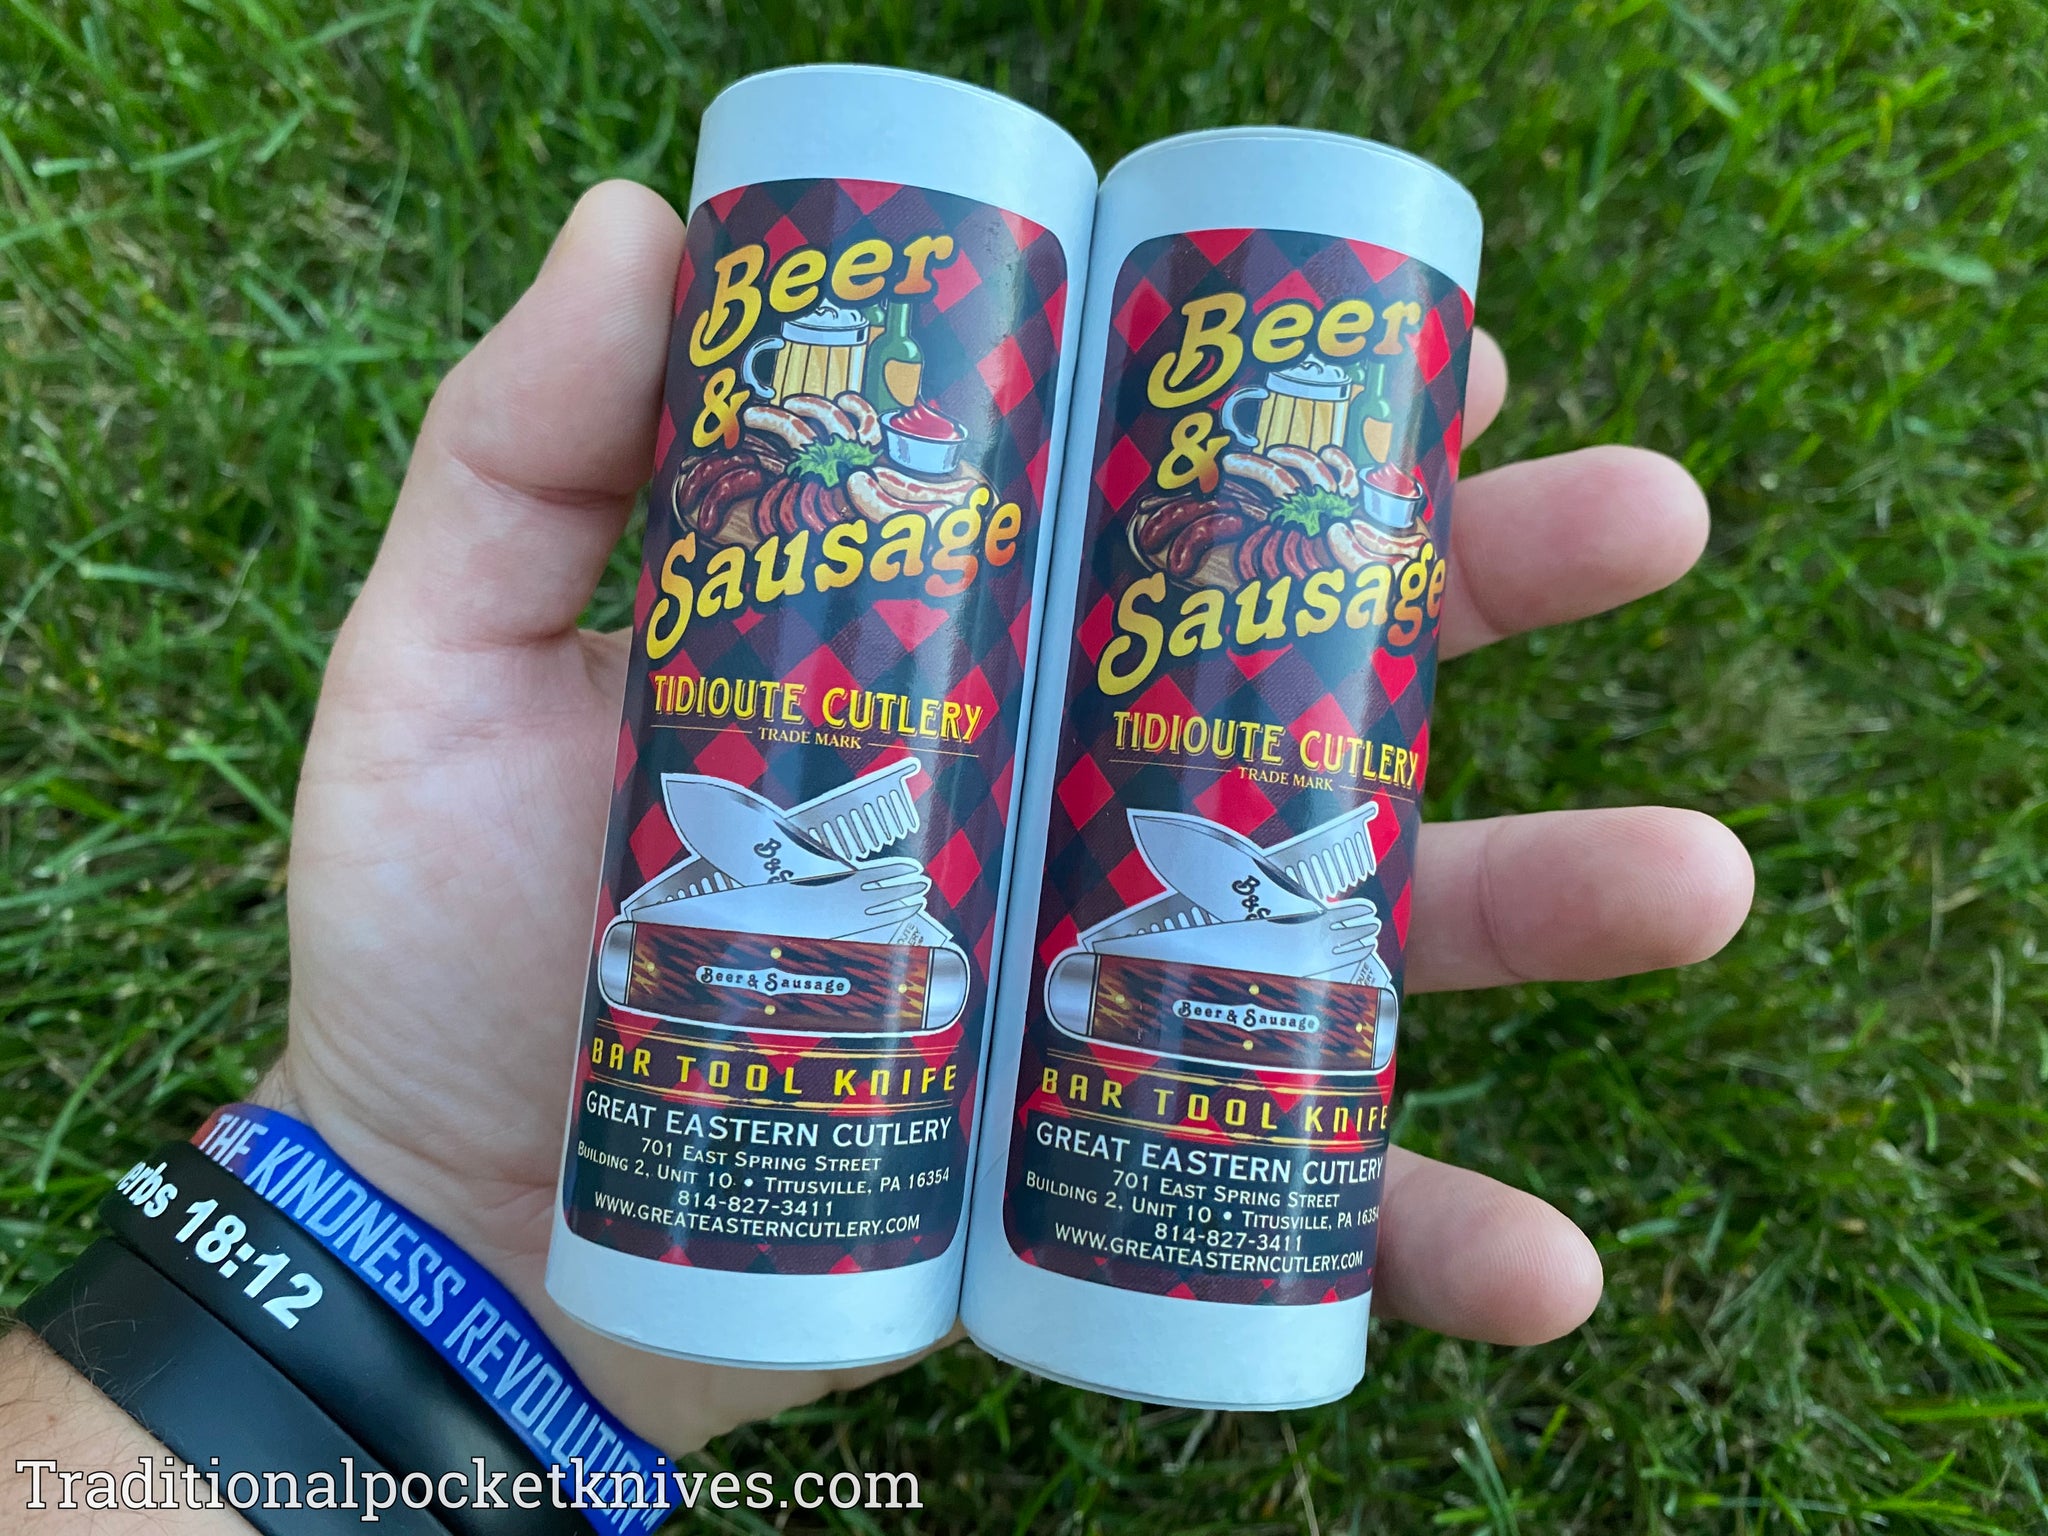 Beer
&
Sausage
TIDIOUTE CUTLERY
TRADE MARK
B&S
Beer & Sausage
BAR TOOL KNIFE
GREAT EASTERN CUTLERY
701 EAST SPRING STREET
BUILDING 2, UNIT 10 • TITUSVILLE, PA 16354
814-827-3411
WWW.GREATEASTERNCUTLERY.COM
Beer
&
Sausage
TIDIOUTE CUTLERY
TRADE MARK
B&S
Beer & Sausage
BAR TOOL KNIFE
GREAT EASTERN CUTLERY
701 EAST SPRING STREET
BUILDING 2, UNIT 10 • TITUSVILLE, PA 16354
814-827-3411
WWW.GREATEASTERNCUTLERY.COM
THE KINDNESS REVOLUTION
erbs 18:12
Traditionalpocketknives.com